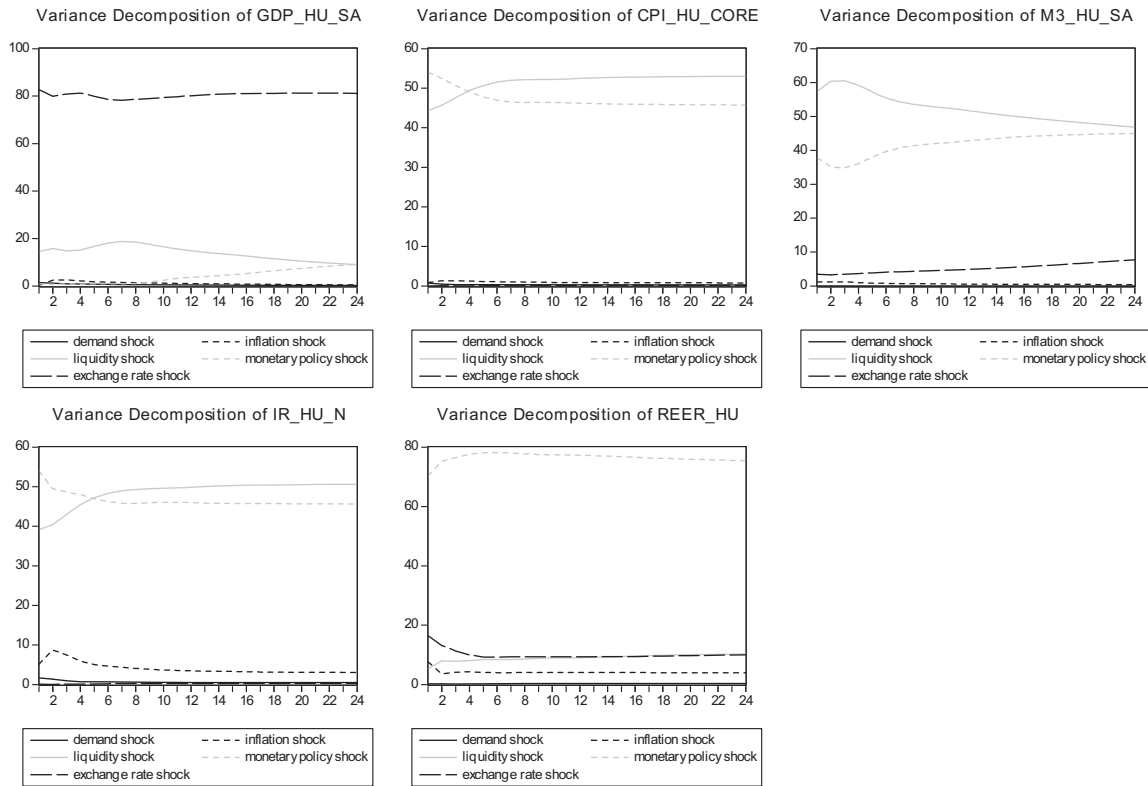 Variance Decomposition of GDP_HU_SA
100
80
60
40
20
0
2 4 6 8 10 12 14 16 18 20 22 24
demand shock inflation shock
liquidity shock monetary policy shock
exchange rate shock
Variance Decomposition of CPI_HU_CORE
60
50
40
30
20
10
0
2 4 6 8 10 12 14 16 18 20 22 24
demand shock inflation shock
liquidity shock monetary policy shock
exchange rate shock
Variance Decomposition of M3_HU_SA
70
60
50
40
30
20
10
0
2 4 6 8 10 12 14 16 18 20 22 24
demand shock inflation shock
liquidity shock monetary policy shock
exchange rate shock
Variance Decomposition of IR_HU_N
60
50
40
30
20
10
0
2 4 6 8 10 12 14 16 18 20 22 24
demand shock inflation shock
liquidity shock monetary policy shock
exchange rate shock
Variance Decomposition of REER_HU
80
60
40
20
0
2 4 6 8 10 12 14 16 18 20 22 24
demand shock inflation shock
liquidity shock monetary policy shock
exchange rate shock